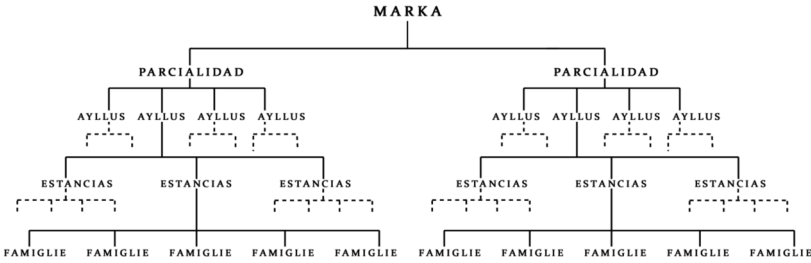 MARKA
PARCIALIDAD PARCIALIDAD
AYLLUS AYLLUS AYLLUS AYLLUS AYLLUS AYLLUS AYLLUS AYLLUS
ESTANCIAS ESTANCIAS ESTANCIAS ESTANCIAS ESTANCIAS ESTANCIAS
FAMIGLIE FAMIGLIE FAMIGLIE FAMIGLIE FAMIGLIE FAMIGLIE FAMIGLIE FAMIGLIE FAMIGLIE FAMIGLIE